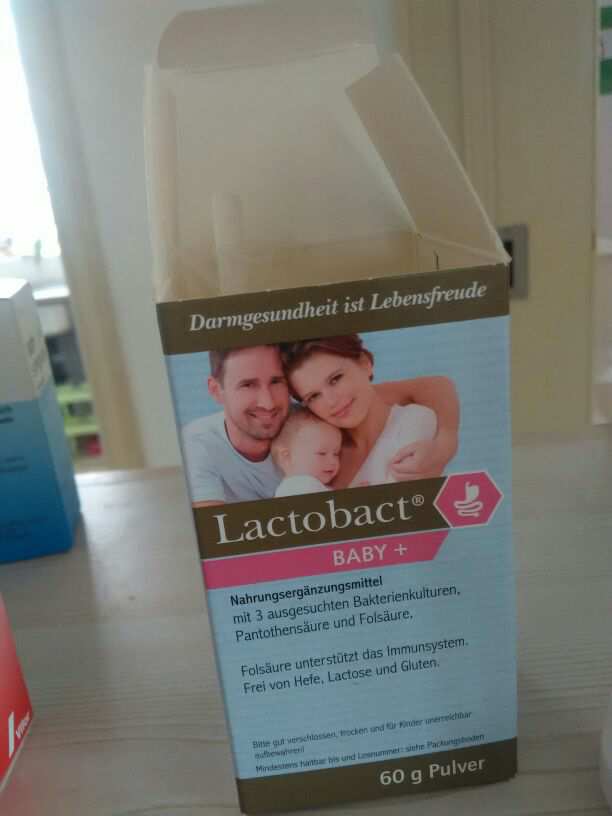 Darmgesundheit ist Lebensfreude
Lactobact®
BABY +
Nahrungsergänzungsmittel
mit 3 ausgesuchten Bakterienkulturen,
Pantothensäure und Folsäure.
Folsäure unterstützt das Immunsystem.
Frei von Hefe, Lactose und Gluten.
Bitte gut verschlossen, trocken und für Kinder unerreichbar
aufbewahren!
Mindestens haltbar bis und Losnummer: siehe Packungsboden
60 g Pulver